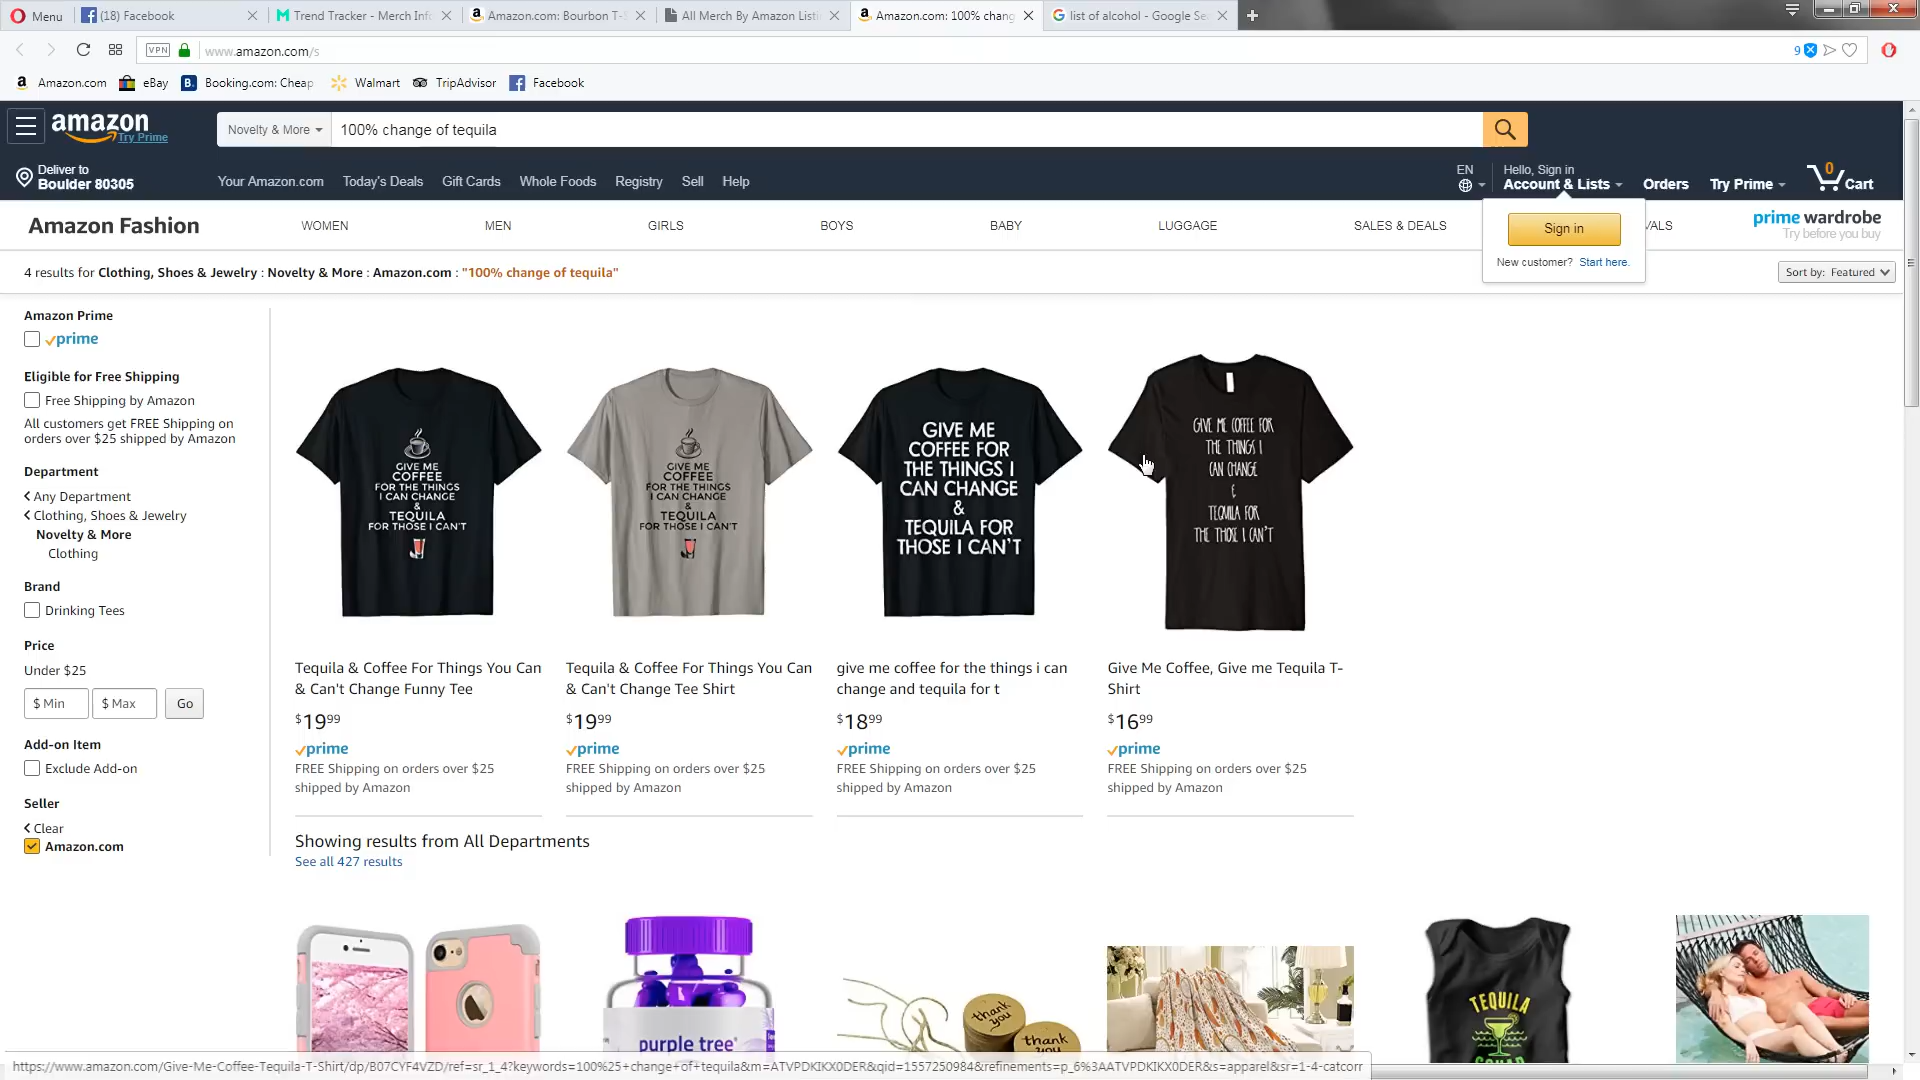 Menu
(18) Facebook
Trend Tracker - Merch Inf
Amazon.com: Bourbon T-S
All Merch By Amazon Listi
Amazon.com: 100% chang
list of alcohol - Google Se
VPN
www.amazon.com/s
9
Amazon.com
eBay
Booking.com: Cheap
Walmart
TripAdvisor
Facebook
amazon
Try Prime
Novelty & More
100% change of tequila
Deliver to
Boulder 80305
Your Amazon.com
Today's Deals
Gift Cards
Whole Foods
Registry
Sell
Help
EN
Hello, Sign in
Account & Lists
Orders
Try Prime
0
Cart
Amazon Fashion
WOMEN
MEN
GIRLS
BOYS
BABY
LUGGAGE
SALES & DEALS
VALS
prime wardrobe
Try before you buy
Sign in
New customer? Start here.
4 results for Clothing, Shoes & Jewelry : Novelty & More : Amazon.com : "100% change of tequila"
Sort by: Featured
Amazon Prime
prime
Eligible for Free Shipping
Free Shipping by Amazon
All customers get FREE Shipping on
orders over $25 shipped by Amazon
Department
Any Department
Clothing, Shoes & Jewelry
Novelty & More
Clothing
Brand
Drinking Tees
Price
Under $25
$ Min
$ Max
Go
Add-on Item
Exclude Add-on
Seller
Clear
Amazon.com
GIVE ME
COFFEE
FOR THE THINGS
I CAN CHANGE
&
TEQUILA
FOR THOSE I CAN'T
GIVE ME
COFFEE
FOR THE THINGS
I CAN CHANGE
&
TEQUILA
FOR THOSE I CAN'T
GIVE ME
COFFEE FOR
THE THINGS I
CAN CHANGE
&
TEQUILA FOR
THOSE I CAN'T
GIVE ME COFFEE FOR
THE THINGS I
CAN CHANGE
&
TEQUILA FOR
THE THOSE I CAN'T
Tequila & Coffee For Things You Can
& Can't Change Funny Tee
$19.99
prime
FREE Shipping on orders over $25
shipped by Amazon
Tequila & Coffee For Things You Can
& Can't Change Tee Shirt
$19.99
prime
FREE Shipping on orders over $25
shipped by Amazon
give me coffee for the things i can
change and tequila for t
$18.99
prime
FREE Shipping on orders over $25
shipped by Amazon
Give Me Coffee, Give me Tequila T-
Shirt
$16.99
prime
FREE Shipping on orders over $25
shipped by Amazon
Showing results from All Departments
See all 427 results
purple tree
thank
you
thank
you
TEQUILA
SQUAD
https://www.amazon.com/Give-Me-Coffee-Tequila-T-Shirt/dp/B07CYF4VZD/ref=sr_1_4?keywords=100%25+change+of+tequila&m=ATVPDKIKX0DER&qid=1557250984&refinements=p_6%3AATVPDKIKX0DER&s=apparel&sr=1-4-catcorr